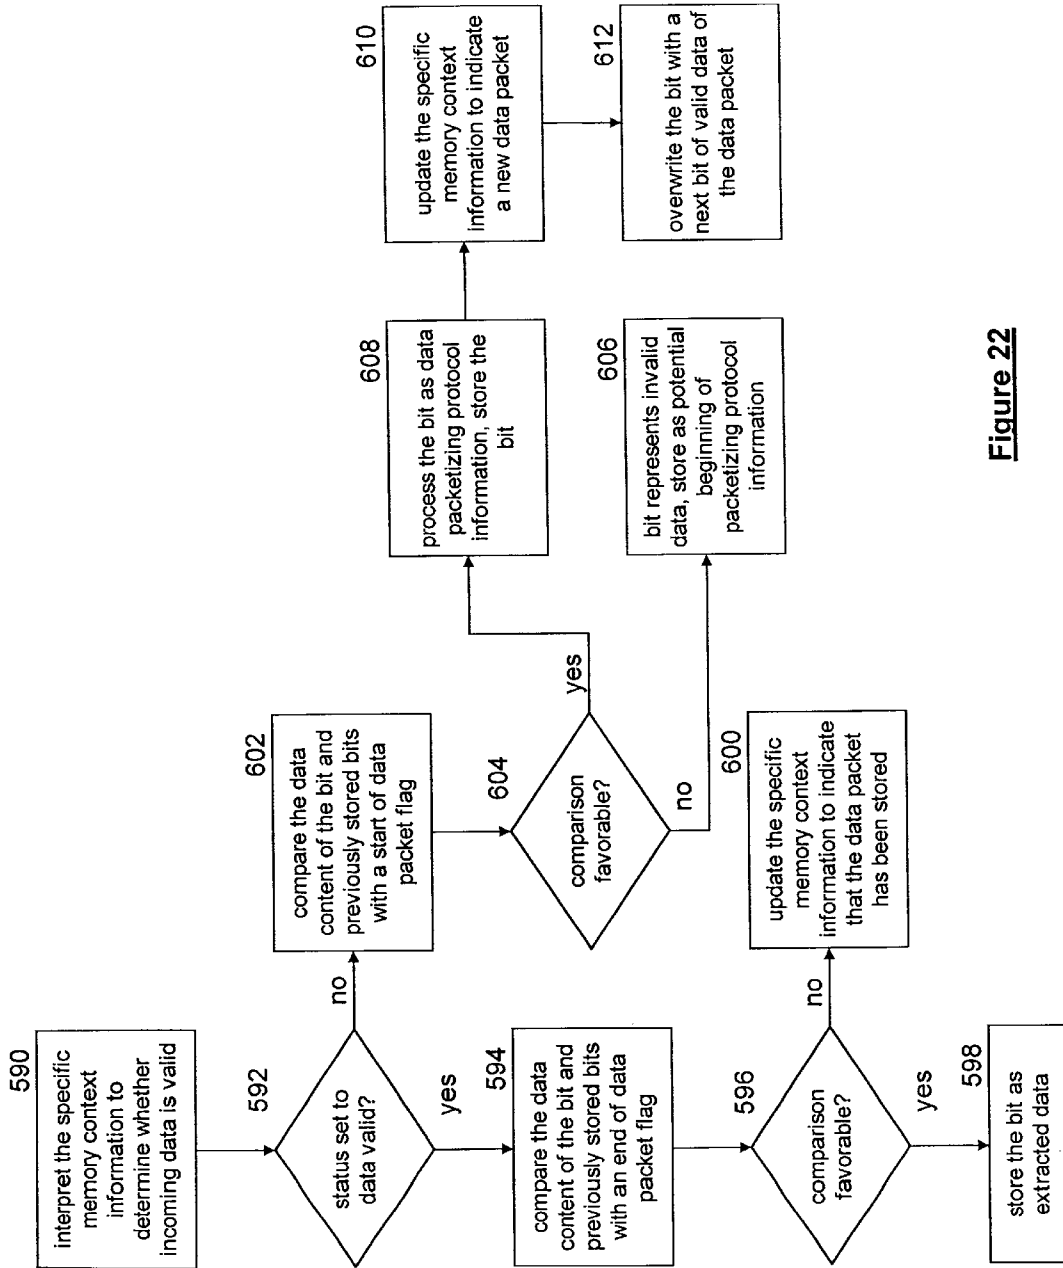 590
interpret the specific
memory context
information to
determine whether
incoming data is valid
592
status set to
data valid?
no
yes
594
compare the data
content of the bit and
previously stored bits
with an end of data
packet flag
596
comparison
favorable?
no
yes
598
store the bit as
extracted data
600
update the specific
memory context
information to indicate
that the data packet
has been stored
602
compare the data
content of the bit and
previously stored bits
with a start of data
packet flag
604
comparison
favorable?
yes
no
606
bit represents invalid
data, store as potential
beginning of
packetizing protocol
information
608
process the bit as data
packetizing protocol
information, store the
bit
610
update the specific
memory context
information to indicate
a new data packet
612
overwrite the bit with a
next bit of valid data of
the data packet
Figure 22